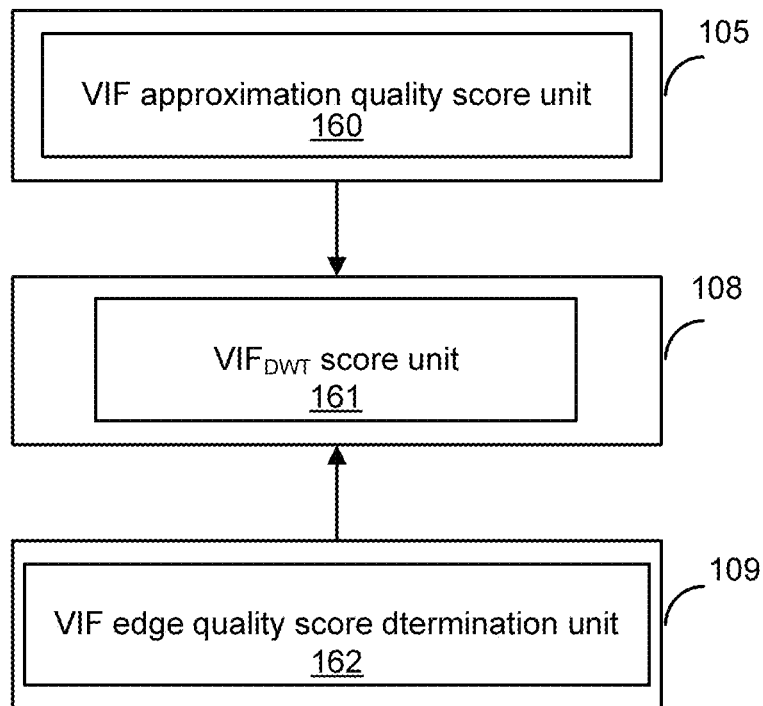 105
VIF approximation quality score unit
160
108
VIF_DWT score unit
161
109
VIF edge quality score dtermination unit
162